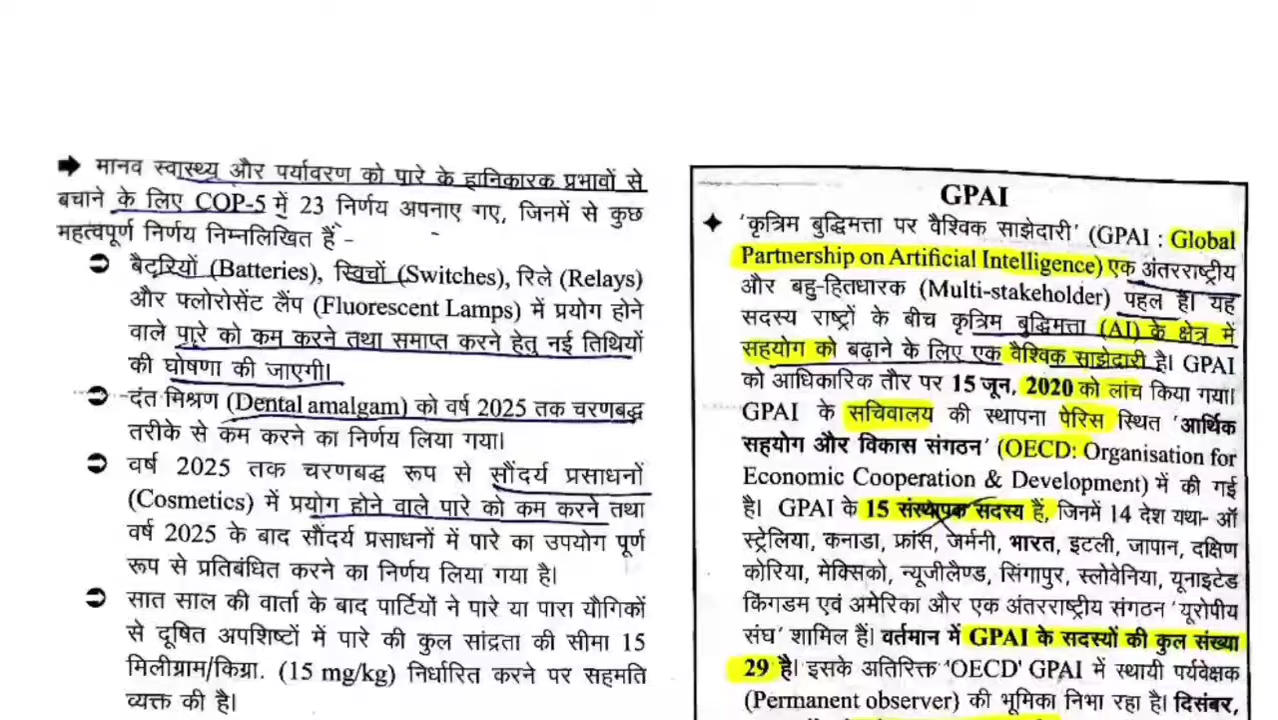 ➡ मानव स्वास्थ्य और पर्यावरण को पारे के हानिकारक प्रभावों से
बचाने के लिए COP-5 में 23 निर्णय अपनाए गए, जिनमें से कुछ
महत्वपूर्ण निर्णय निम्नलिखित हैं -
➲ बैट्रियों (Batteries), स्विचों (Switches), रिले (Relays)
और फ्लोरोसेंट लैंप (Fluorescent Lamps) में प्रयोग होने
वाले पारे को कम करने तथा समाप्त करने हेतु नई तिथियों
की घोषणा की जाएगी।
➲ दंत मिश्रण (Dental amalgam) को वर्ष 2025 तक चरणबद्ध
तरीके से कम करने का निर्णय लिया गया।
➲ वर्ष 2025 तक चरणबद्ध रूप से सौंदर्य प्रसाधनों
(Cosmetics) में प्रयोग होने वाले पारे को कम करने तथा
वर्ष 2025 के बाद सौंदर्य प्रसाधनों में पारे का उपयोग पूर्ण
रूप से प्रतिबंधित करने का निर्णय लिया गया है।
➲ सात साल की वार्ता के बाद पार्टियों ने पारे या पारा यौगिकों
से दूषित अपशिष्टों में पारे की कुल सांद्रता की सीमा 15
मिलीग्राम/किग्रा. (15 mg/kg) निर्धारित करने पर सहमति
व्यक्त की है।
GPAI
✦ 'कृत्रिम बुद्धिमत्ता पर वैश्विक साझेदारी' (GPAI : Global
Partnership on Artificial Intelligence) एक अंतरराष्ट्रीय
और बहु-हितधारक (Multi-stakeholder) पहल है। यह
सदस्य राष्ट्रों के बीच कृत्रिम बुद्धिमत्ता (AI) के क्षेत्र में
सहयोग को बढ़ाने के लिए एक वैश्विक साझेदारी है। GPAI
को आधिकारिक तौर पर 15 जून, 2020 को लांच किया गया।
GPAI के सचिवालय की स्थापना पेरिस स्थित 'आर्थिक
सहयोग और विकास संगठन' (OECD: Organisation for
Economic Cooperation & Development) में की गई
है। GPAI के 15 संस्थापक सदस्य हैं, जिनमें 14 देश यथा- ऑ
स्ट्रेलिया, कनाडा, फ्रांस, जर्मनी, भारत, इटली, जापान, दक्षिण
कोरिया, मेक्सिको, न्यूजीलैण्ड, सिंगापुर, स्लोवेनिया, यूनाइटेड
किंगडम एवं अमेरिका और एक अंतरराष्ट्रीय संगठन 'यूरोपीय
संघ' शामिल हैं। वर्तमान में GPAI के सदस्यों की कुल संख्या
29 है। इसके अतिरिक्त 'OECD' GPAI में स्थायी पर्यवेक्षक
(Permanent observer) की भूमिका निभा रहा है। दिसंबर,